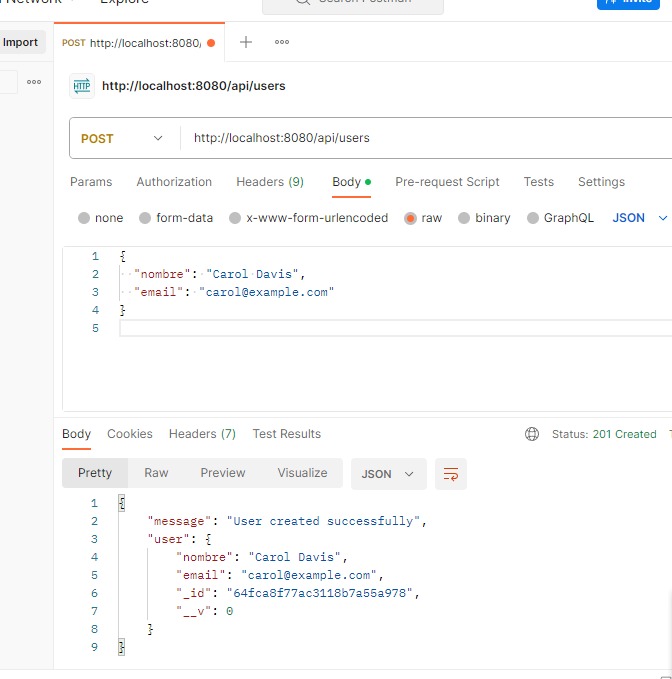 Network
Explore
Search Postman
Invite
Import
POST http://localhost:8080/
HTTP http://localhost:8080/api/users
POST http://localhost:8080/api/users
Params Authorization Headers (9) Body Pre-request Script Tests Settings
none form-data x-www-form-urlencoded raw binary GraphQL JSON
1 {
2 "nombre": "Carol Davis",
3 "email": "carol@example.com"
4 }
5
Body Cookies Headers (7) Test Results Status: 201 Created
Pretty Raw Preview Visualize JSON
1 {
2 "message": "User created successfully",
3 "user": {
4 "nombre": "Carol Davis",
5 "email": "carol@example.com",
6 "_id": "64fca8f77ac3118b7a55a978",
7 "__v": 0
8 }
9 }